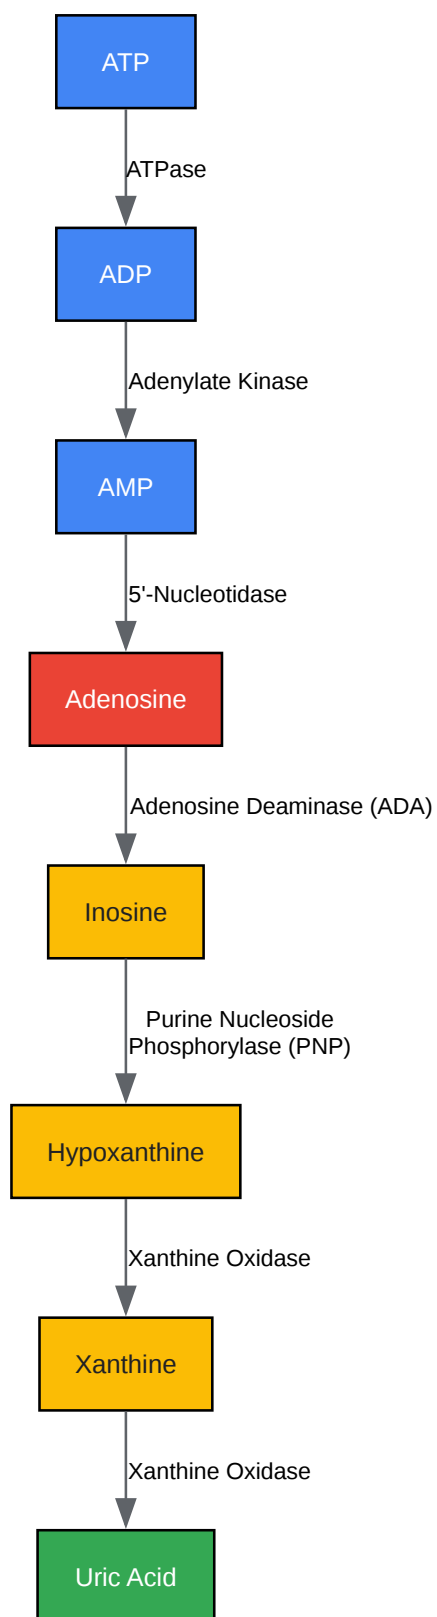 ATP
ATPase
ADP
Adenylate Kinase
AMP
5'-Nucleotidase
Adenosine
Adenosine Deaminase (ADA)
Inosine
Purine Nucleoside
Phosphorylase (PNP)
Hypoxanthine
Xanthine Oxidase
Xanthine
Xanthine Oxidase
Uric Acid